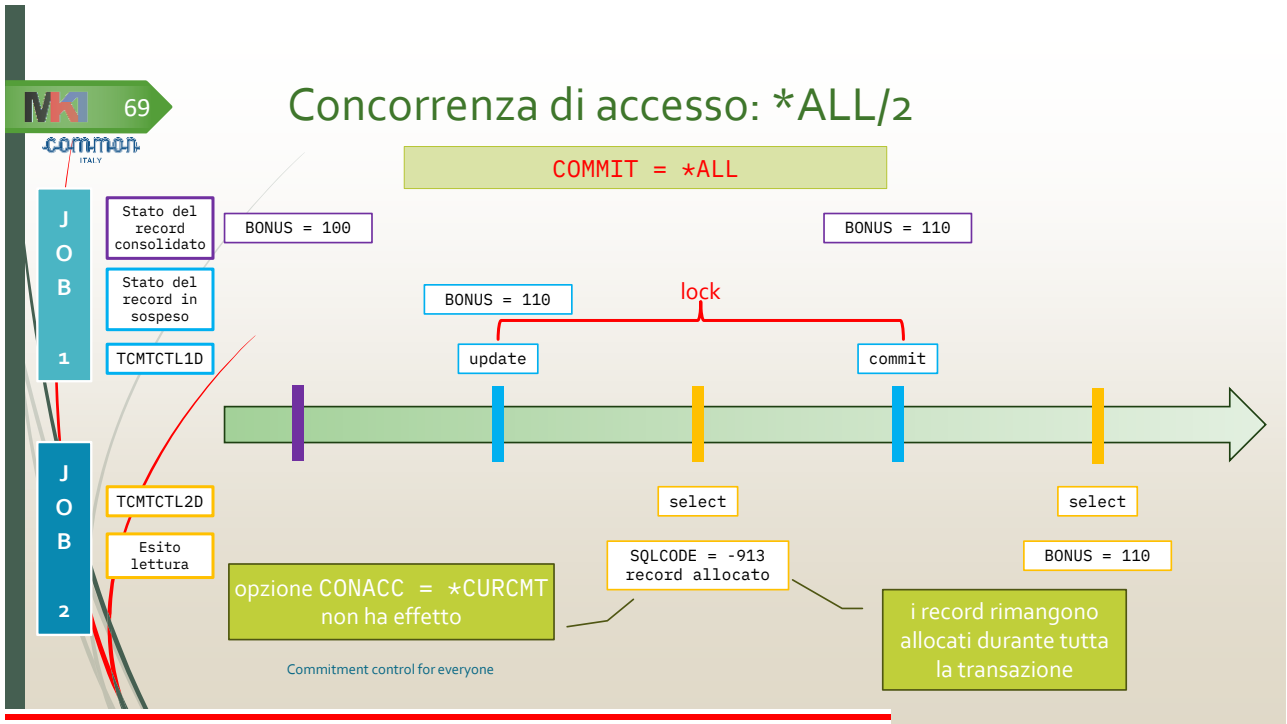 MK1
69
common
ITALY
Concorrenza di accesso: *ALL/2
COMMIT = *ALL
J
O
B
1
Stato del
record
consolidato
BONUS = 100
BONUS = 110
Stato del
record in
sospeso
BONUS = 110
lock
TCMTCTL1D
update
commit
J
O
B
2
TCMTCTL2D
select
select
Esito
lettura
SQLCODE = -913
record allocato
BONUS = 110
opzione CONACC = *CURCMT
non ha effetto
i record rimangono
allocati durante tutta
la transazione
Commitment control for everyone